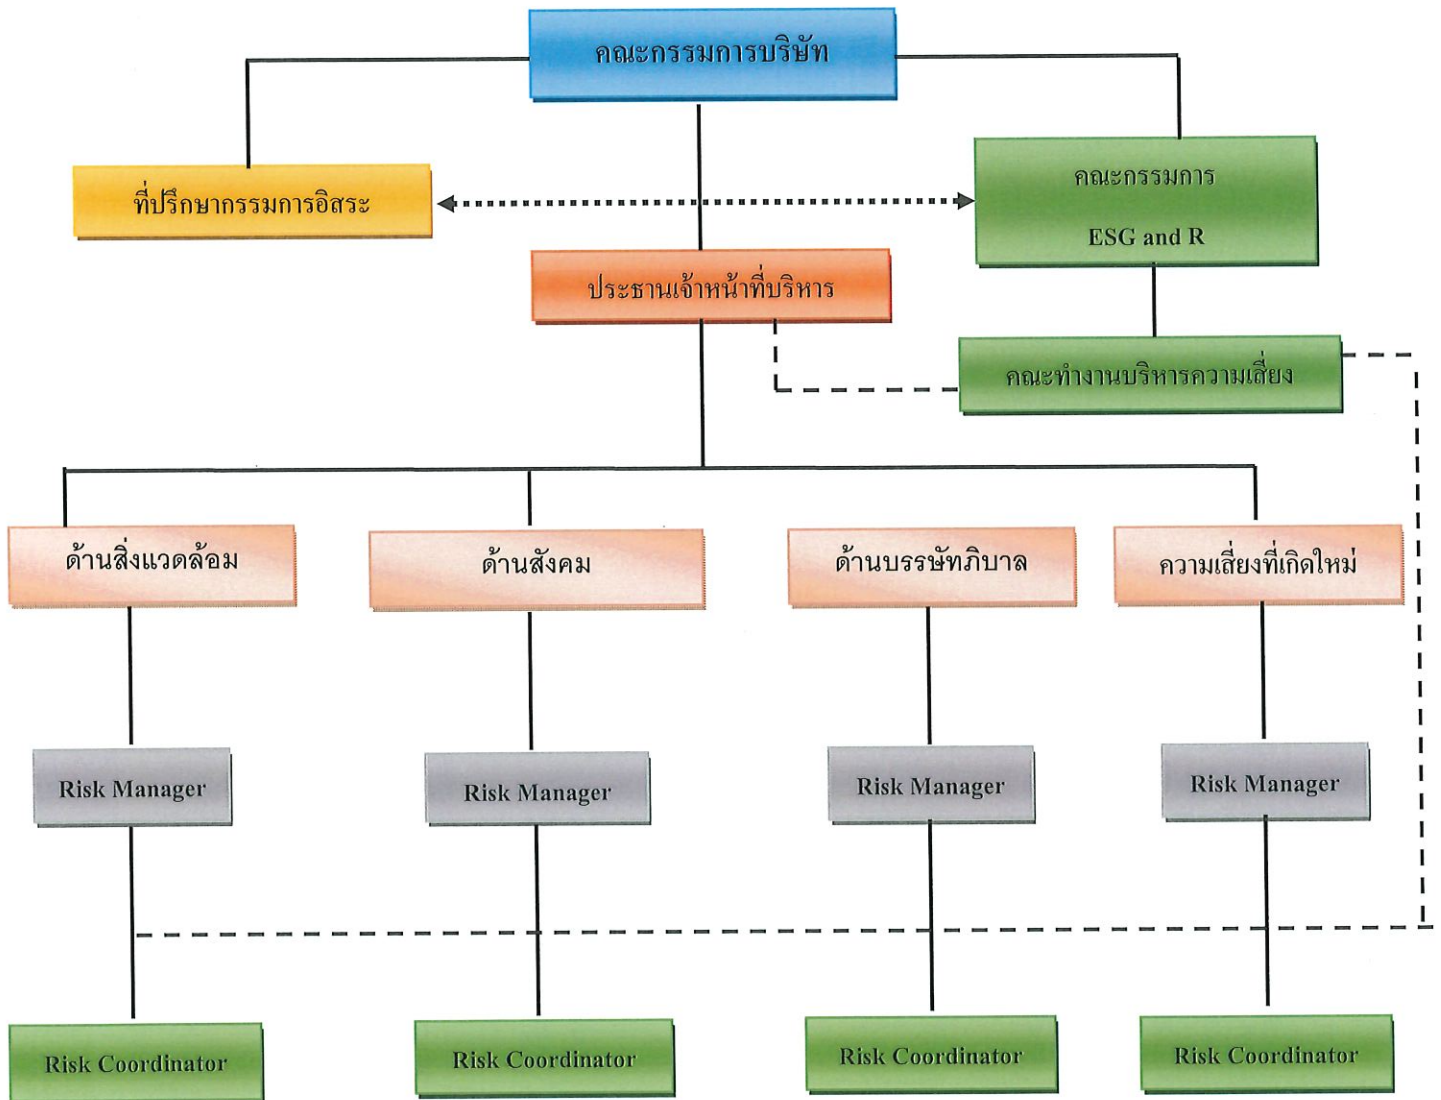 คณะกรรมการบริษัท
ที่ปรึกษากรรมการอิสระ
คณะกรรมการ
ESG and R
ประธานเจ้าหน้าที่บริหาร
คณะทำงานบริหารความเสี่ยง
ด้านสิ่งแวดล้อม
ด้านสังคม
ด้านบรรษัทภิบาล
ความเสี่ยงที่เกิดใหม่
Risk Manager
Risk Manager
Risk Manager
Risk Manager
Risk Coordinator
Risk Coordinator
Risk Coordinator
Risk Coordinator